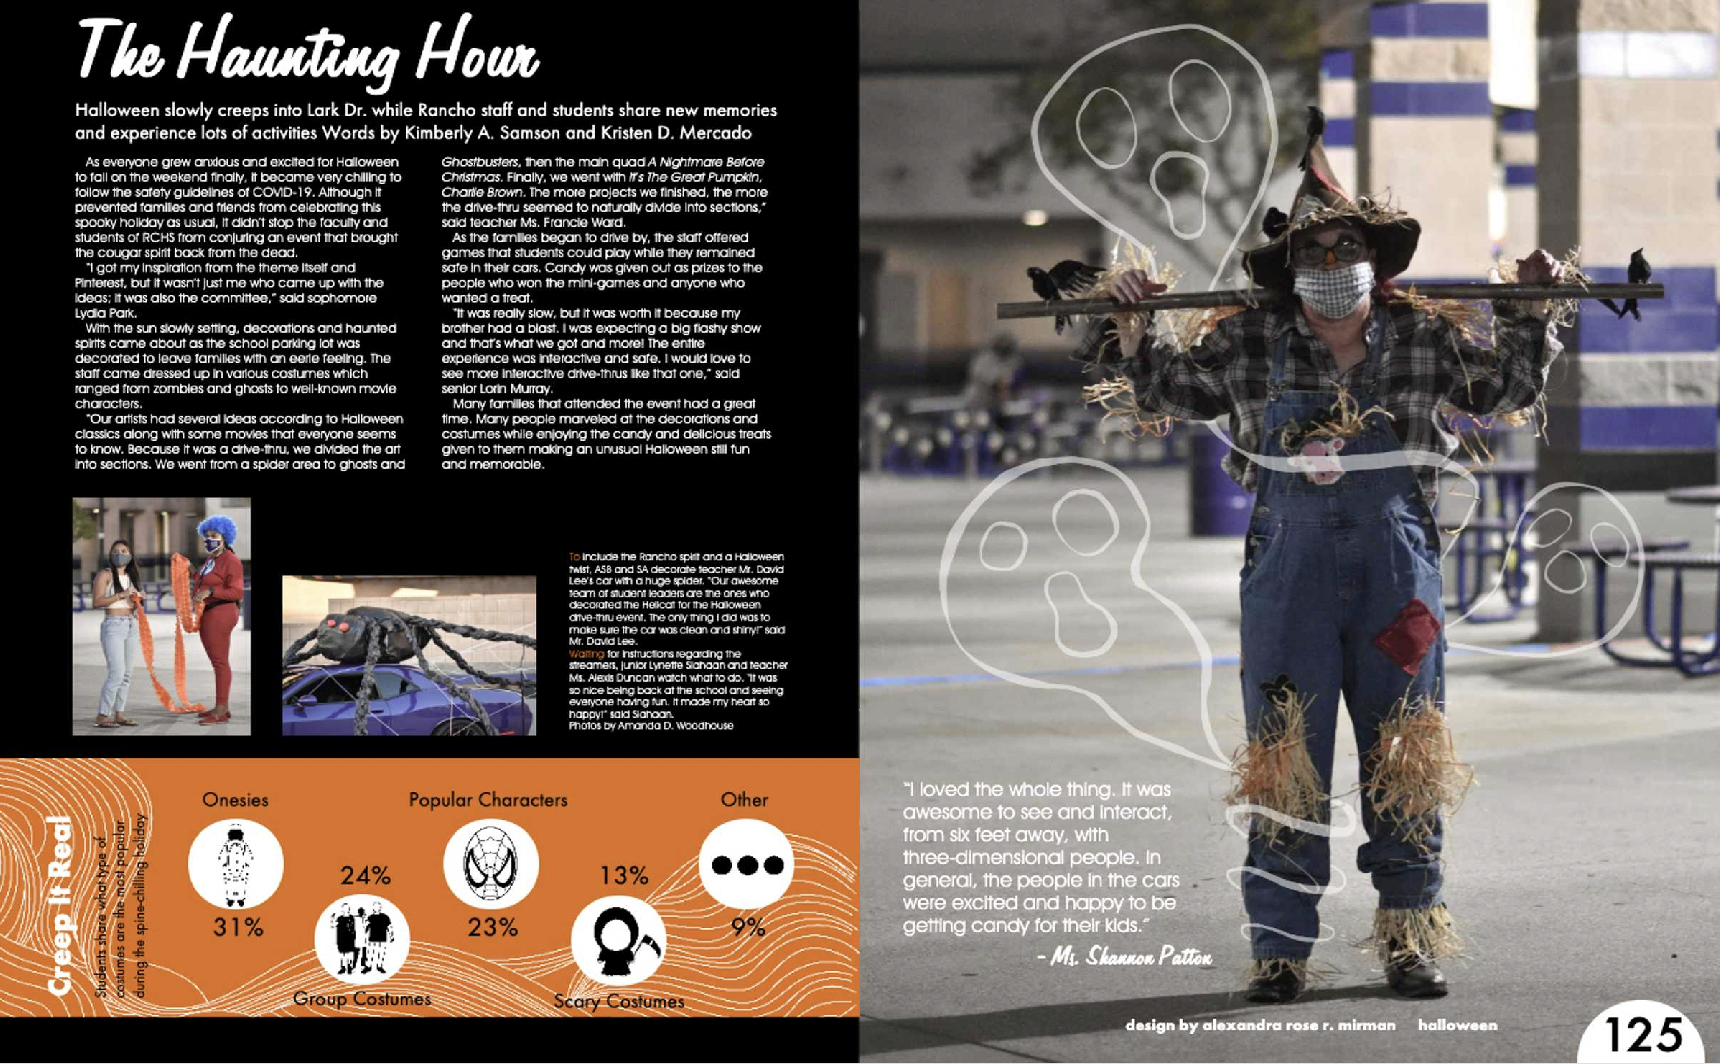 The Haunting Hour
Halloween slowly creeps into Lark Dr. while Rancho staff and students share new memories
and experience lots of activities Words by Kimberly A. Samson and Kristen D. Mercado
As everyone grew anxious and excited for Halloween
to fall on the weekend finally, it became very chilling to
follow the safety guidelines of COVID-19. Although it
prevented families and friends from celebrating this
spooky holiday as usual, it didn't stop the faculty and
students of RCHS from conjuring an event that brought
the cougar spirit back from the dead.
"I got my inspiration from the theme itself and
Pinterest, but it wasn't just me who came up with the
ideas; it was also the committee," said sophomore
Lydia Park.
With the sun slowly setting, decorations and haunted
spirits came about as the school parking lot was
decorated to leave families with an eerie feeling. The
staff came dressed up in various costumes which
ranged from zombies and ghosts to well-known movie
characters.
"Our artists had several ideas according to Halloween
classics along with some movies that everyone seems
to know. Because it was a drive-thru, we divided the art
into sections. We went from a spider area to ghosts and
Ghostbusters, then the main quad A Nightmare Before
Christmas. Finally, we went with It's The Great Pumpkin,
Charlie Brown. The more projects we finished, the more
the drive-thru seemed to naturally divide into sections,"
said teacher Ms. Francie Ward.
As the families began to drive by, the staff offered
games that students could play while they remained
safe in their cars. Candy was given out as prizes to the
people who won the mini-games and anyone who
wanted a treat.
"It was really slow, but it was worth it because my
brother had a blast. I was expecting a big flashy show
and that's what we got and more! The entire
experience was interactive and safe. I would love to
see more interactive drive-thrus like that one," said
senior Lorin Murray.
Many families that attended the event had a great
time. Many people marveled at the decorations and
costumes while enjoying the candy and delicious treats
given to them making an unusual Halloween still fun
and memorable.
To include the Rancho spirit and a Halloween
twist, ASB and SA decorate teacher Mr. David
Lee's car with a huge spider. "Our awesome
team of student leaders are the ones who
decorated the Hellcat for the Halloween
drive-thru event. The only thing I did was to
make sure the car was clean and shiny!" said
Mr. David Lee.
Waiting for instructions regarding the
streamers, junior Lynette Siahaan and teacher
Ms. Alexis Duncan watch what to do. "It was
so nice being back at the school and seeing
everyone having fun. It made my heart so
happy!" said Siahaan.
Photos by Amanda D. Woodhouse
Creep It Real
Students share what type of
costumes are the most popular
during the spine-chilling holiday
Onesies
31%
24%
Group Costumes
Popular Characters
23%
13%
Scary Costumes
Other
9%
"I loved the whole thing. It was
awesome to see and interact,
from six feet away, with
three-dimensional people. In
general, the people in the cars
were excited and happy to be
getting candy for their kids."
- Ms. Shannon Patton
design by alexandra rose r. mirman halloween
125